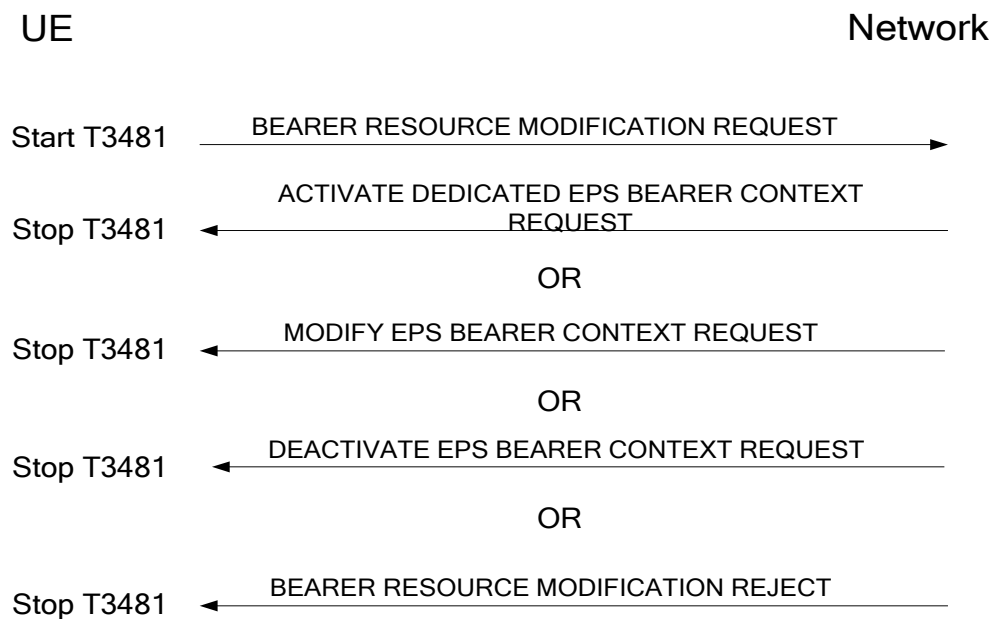 UE
Network
Start T3481
BEARER RESOURCE MODIFICATION REQUEST
ACTIVATE DEDICATED EPS BEARER CONTEXT
REQUEST
Stop T3481
OR
MODIFY EPS BEARER CONTEXT REQUEST
Stop T3481
OR
DEACTIVATE EPS BEARER CONTEXT REQUEST
Stop T3481
OR
BEARER RESOURCE MODIFICATION REJECT
Stop T3481